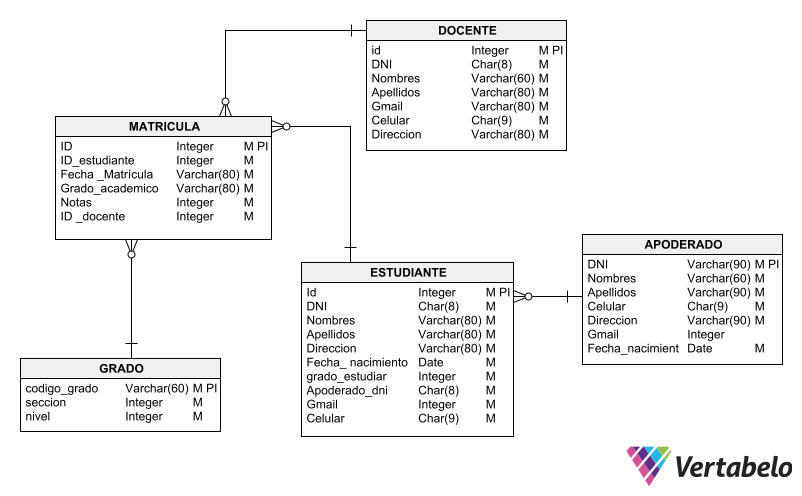 DOCENTE
id Integer M PI
DNI Char(8) M
Nombres Varchar(60) M
Apellidos Varchar(80) M
Gmail Varchar(80) M
Celular Char(9) M
Direccion Varchar(80) M
MATRICULA
ID Integer M PI
ID_estudiante Integer M
Fecha _Matrícula Varchar(80) M
Grado_academico Varchar(80) M
Notas Integer M
ID _docente Integer M
APODERADO
DNI Varchar(90) M PI
Nombres Varchar(60) M
Apellidos Varchar(90) M
Celular Char(9) M
Direccion Varchar(90) M
Gmail Integer
Fecha_nacimient Date M
ESTUDIANTE
Id Integer M PI
DNI Char(8) M
Nombres Varchar(80) M
Apellidos Varchar(80) M
Direccion Varchar(80) M
Fecha_ nacimiento Date M
grado_estudiar Integer M
Apoderado_dni Char(8) M
Gmail Integer M
Celular Char(9) M
GRADO
codigo_grado Varchar(60) M PI
seccion Integer M
nivel Integer M
Vertabelo